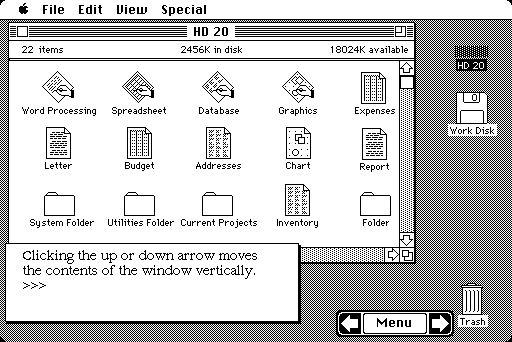 File Edit View Special
HD 20
22 items 2456K in disk 18024K available
Word Processing Spreadsheet Database Graphics Expenses
Letter Budget Addresses Chart Report
System Folder Utilities Folder Current Projects Inventory Folder
HD 20
Work Disk
Clicking the up or down arrow moves
the contents of the window vertically.
>>>
Menu
Trash